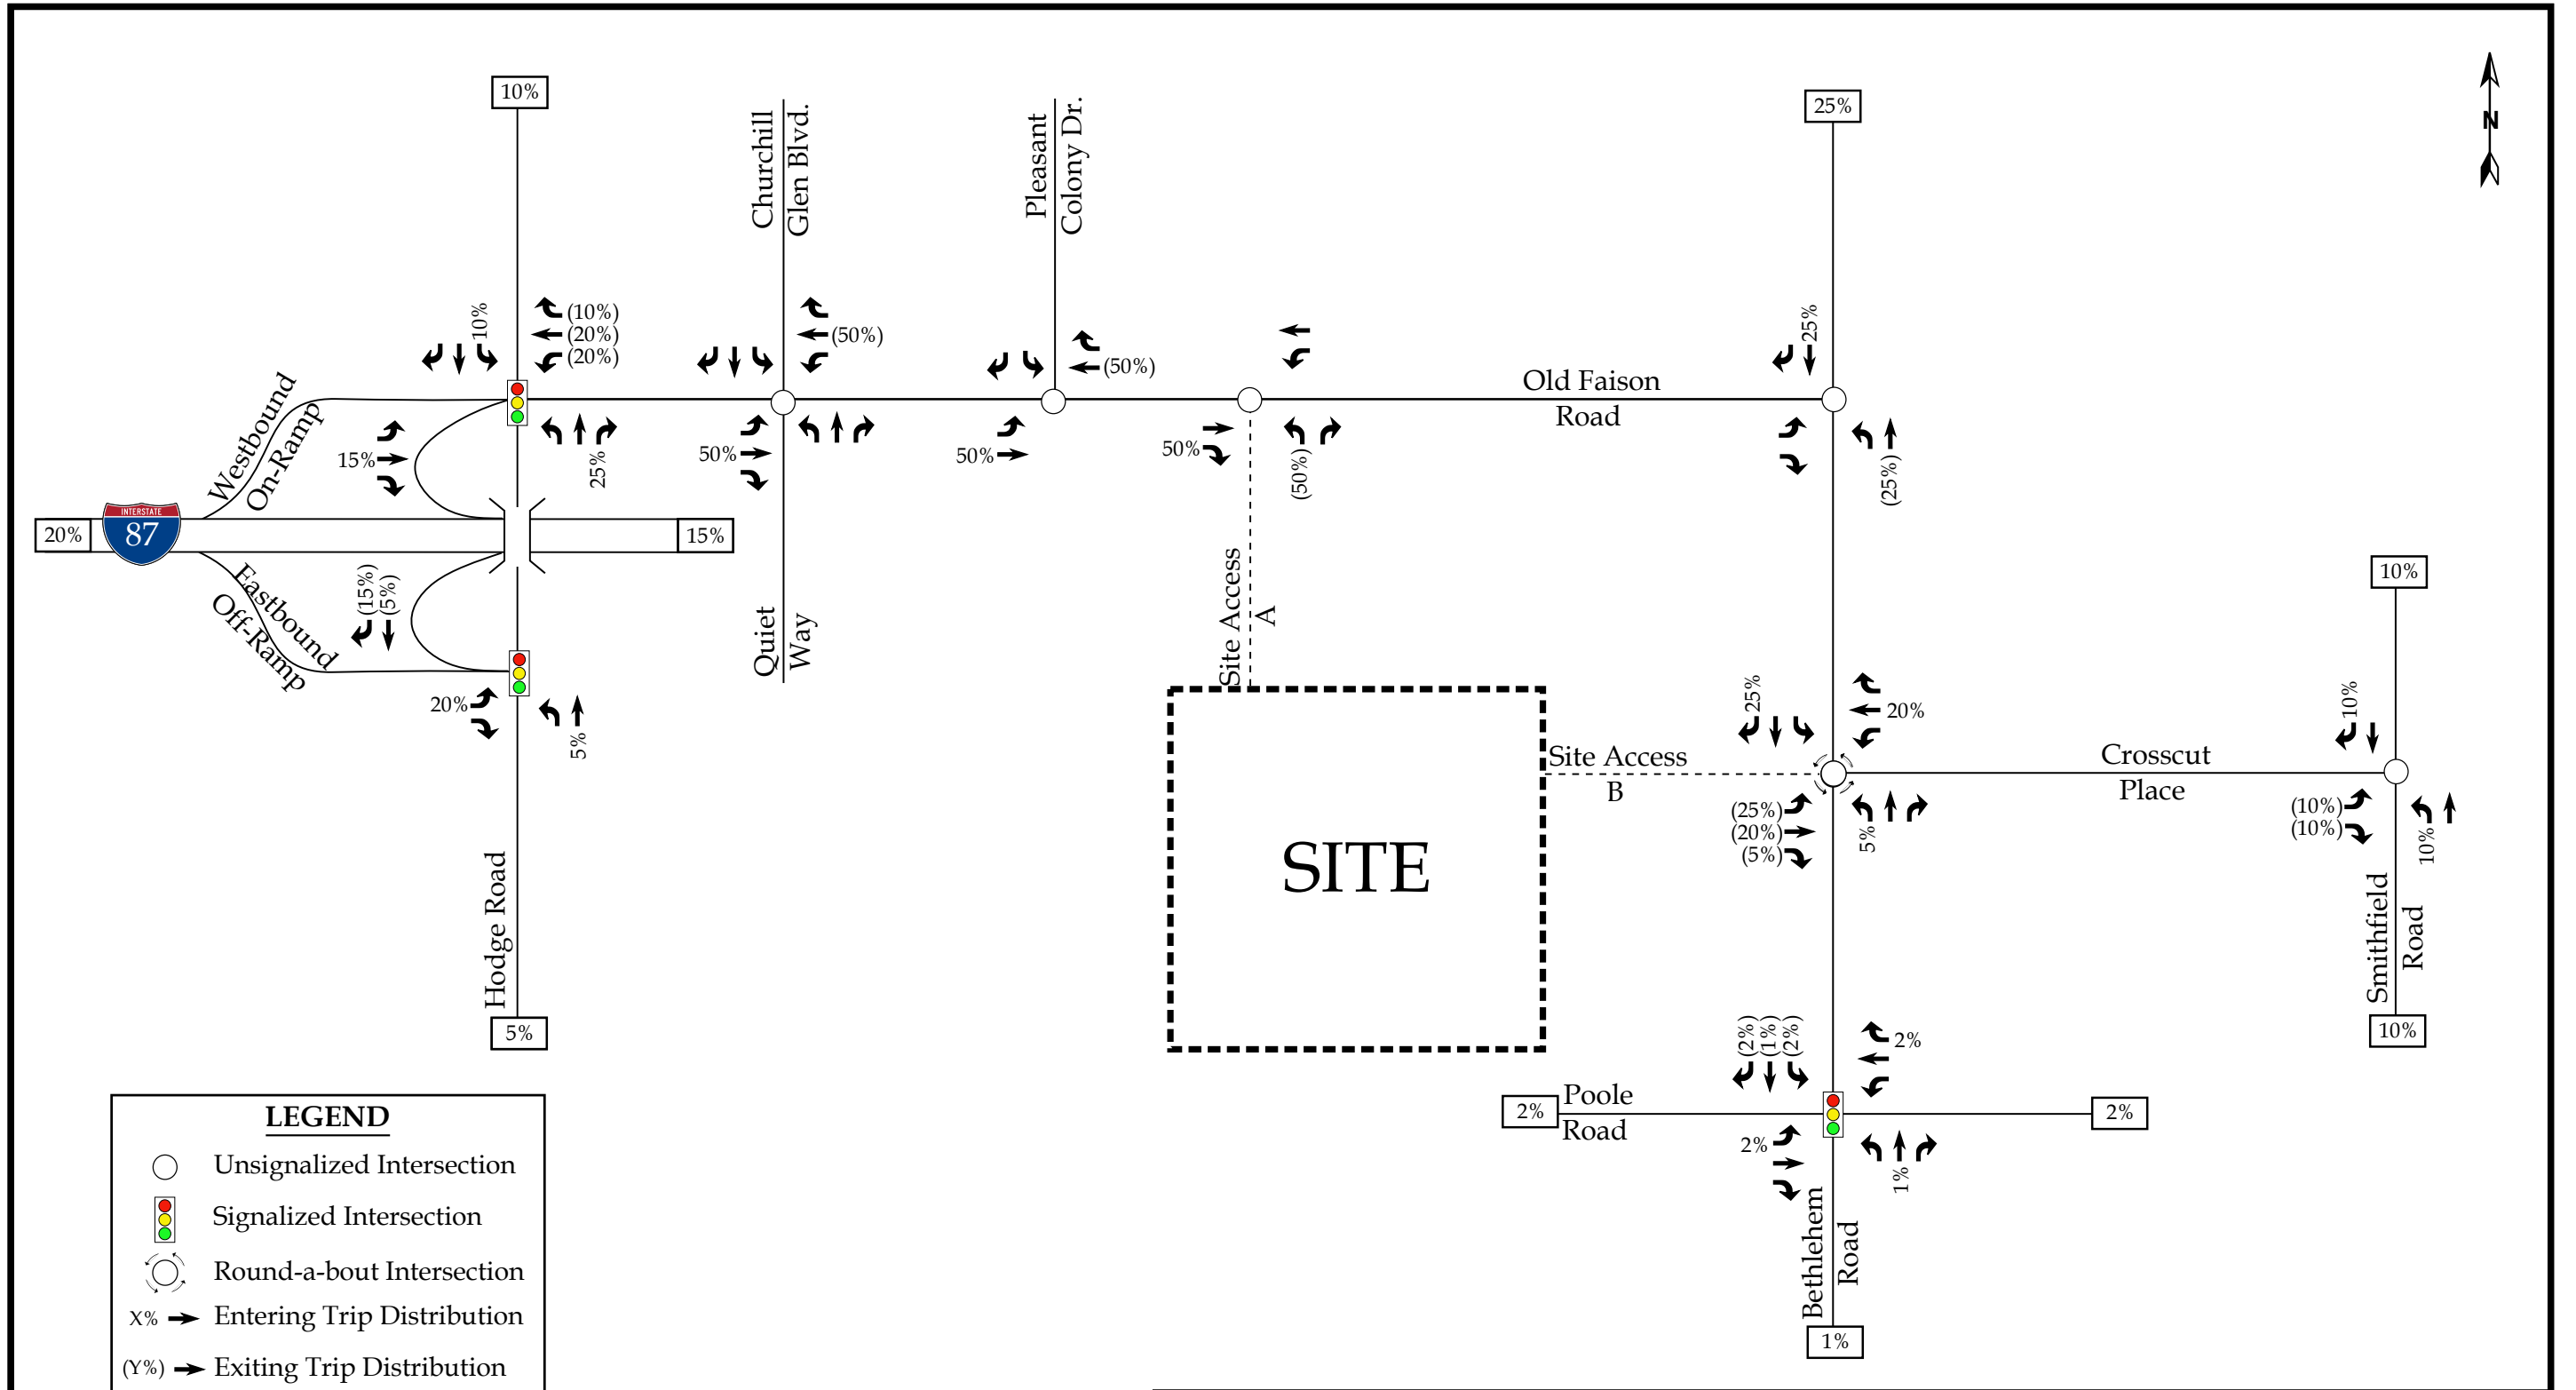 10%
25%
N
Churchill
Glen Blvd.
Pleasant
Colony Dr.
10%
(10%)
(20%)
(20%)
(50%)
(50%)
25%
Old Faison
Road
Westbound
On-Ramp
15%
25%
50%
50%
50%
(50%)
(25%)
20%
INTERSTATE
87
15%
10%
Eastbound
Off-Ramp
(15%)
(5%)
Quiet
Way
Site Access
A
20%
5%
25%
20%
10%
Site Access
B
Crosscut
Place
(25%)
(20%)
(5%)
5%
(10%)
(10%)
10%
SITE
Hodge Road
Smithfield
Road
5%
10%
(2%)
(1%)
(2%)
2%
2%
Poole
Road
2%
2%
1%
Bethlehem
Road
1%
LEGEND
Unsignalized Intersection
Signalized Intersection
Round-a-bout Intersection
X% Entering Trip Distribution
(Y%) Exiting Trip Distribution